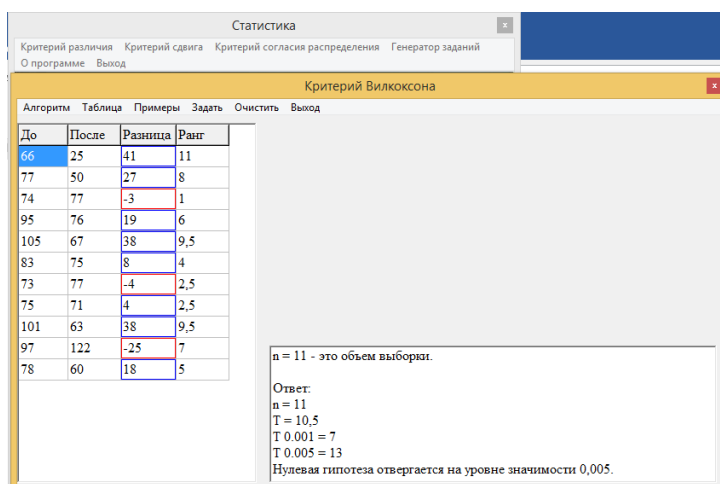 Статистика
x
Критерий различия Критерий сдвига Критерий согласия распределения Генератор заданий
О программе Выход
Критерий Вилкоксона
x
Алгоритм Таблица Примеры Задать Очистить Выход
До После Разница Ранг
66 25 41 11
77 50 27 8
74 77 -3 1
95 76 19 6
105 67 38 9,5
83 75 8 4
73 77 -4 2,5
75 71 4 2,5
101 63 38 9,5
97 122 -25 7
78 60 18 5
n = 11 - это объем выборки.
Ответ:
n = 11
T = 10,5
T 0.001 = 7
T 0.005 = 13
Нулевая гипотеза отвергается на уровне значимости 0,005.